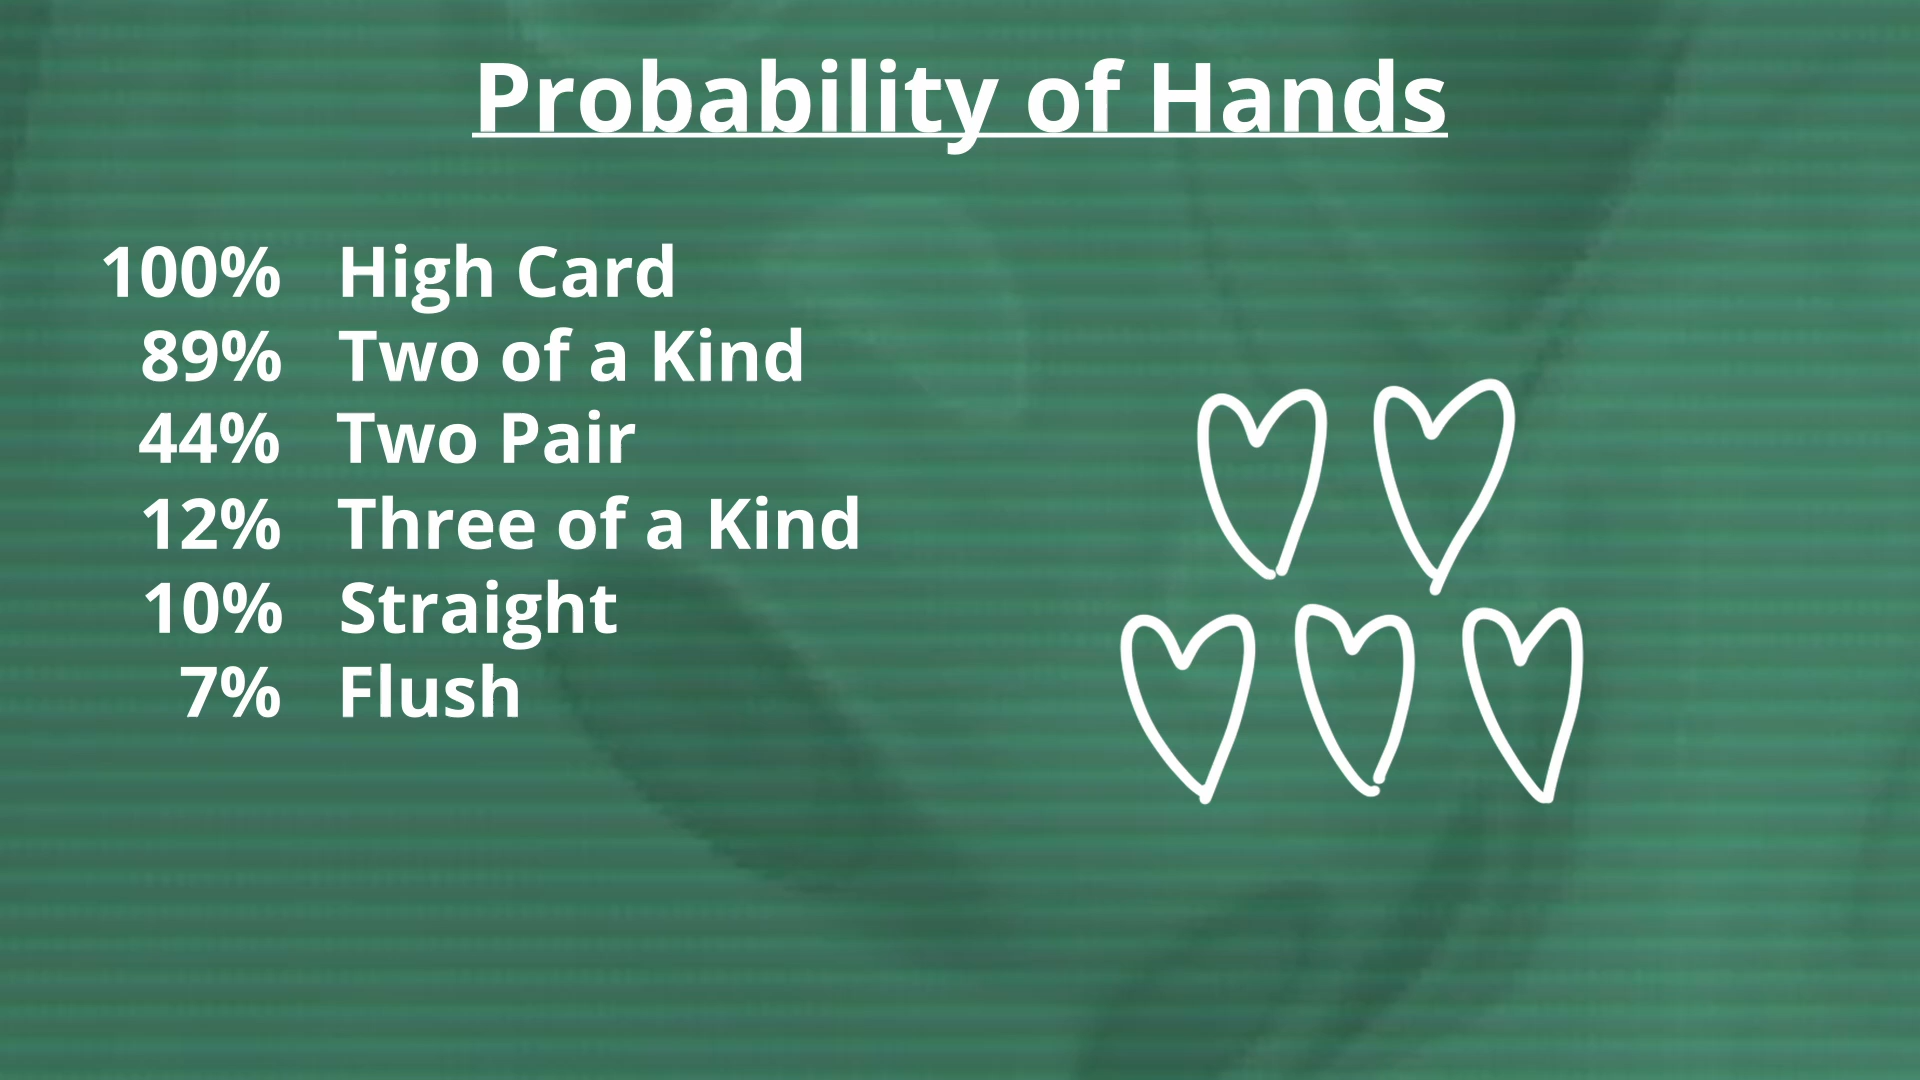 Probability of Hands
100% High Card
89% Two of a Kind
44% Two Pair
12% Three of a Kind
10% Straight
7% Flush